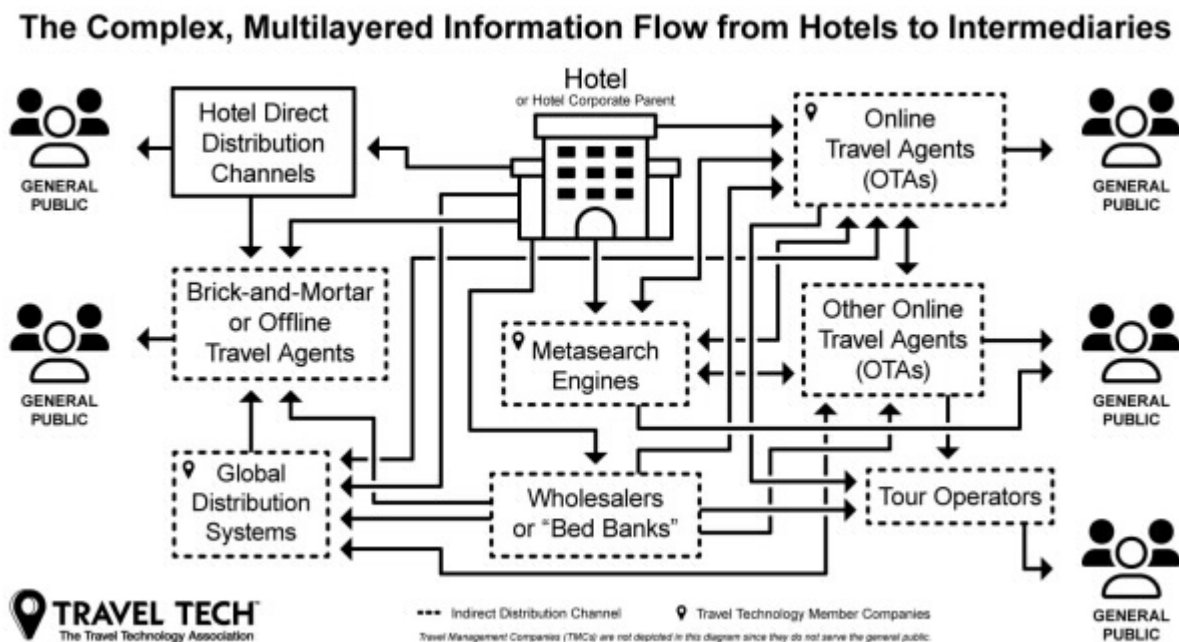 The Complex, Multilayered Information Flow from Hotels to Intermediaries
Hotel
or Hotel Corporate Parent
GENERAL
PUBLIC
Hotel Direct
Distribution
Channels
Online
Travel Agents
(OTAs)
GENERAL
PUBLIC
GENERAL
PUBLIC
Brick-and-Mortar
or Offline
Travel Agents
Metasearch
Engines
Other Online
Travel Agents
(OTAs)
GENERAL
PUBLIC
Global
Distribution
Systems
Wholesalers
or “Bed Banks”
Tour Operators
GENERAL
PUBLIC
TRAVEL TECH™
The Travel Technology Association
Indirect Distribution Channel
Travel Technology Member Companies
Travel Management Companies (TMCs) are not depicted in this diagram since they do not serve the general public.